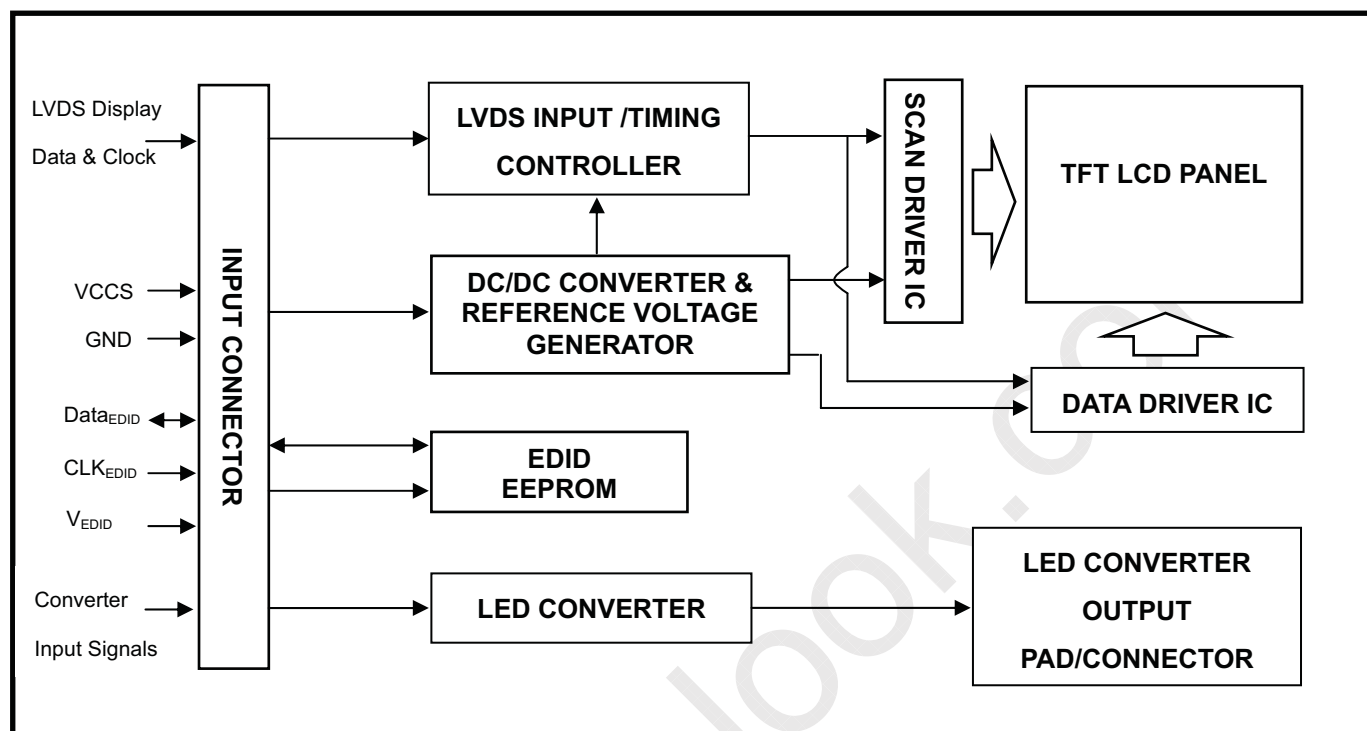 LVDS Display
Data & Clock
VCCS
GND
DataEDID
CLKEDID
VEDID
Converter
Input Signals
INPUT CONNECTOR
LVDS INPUT /TIMING
CONTROLLER
DC/DC CONVERTER &
REFERENCE VOLTAGE
GENERATOR
EDID
EEPROM
LED CONVERTER
SCAN DRIVER IC
TFT LCD PANEL
DATA DRIVER IC
LED CONVERTER
OUTPUT
PAD/CONNECTOR